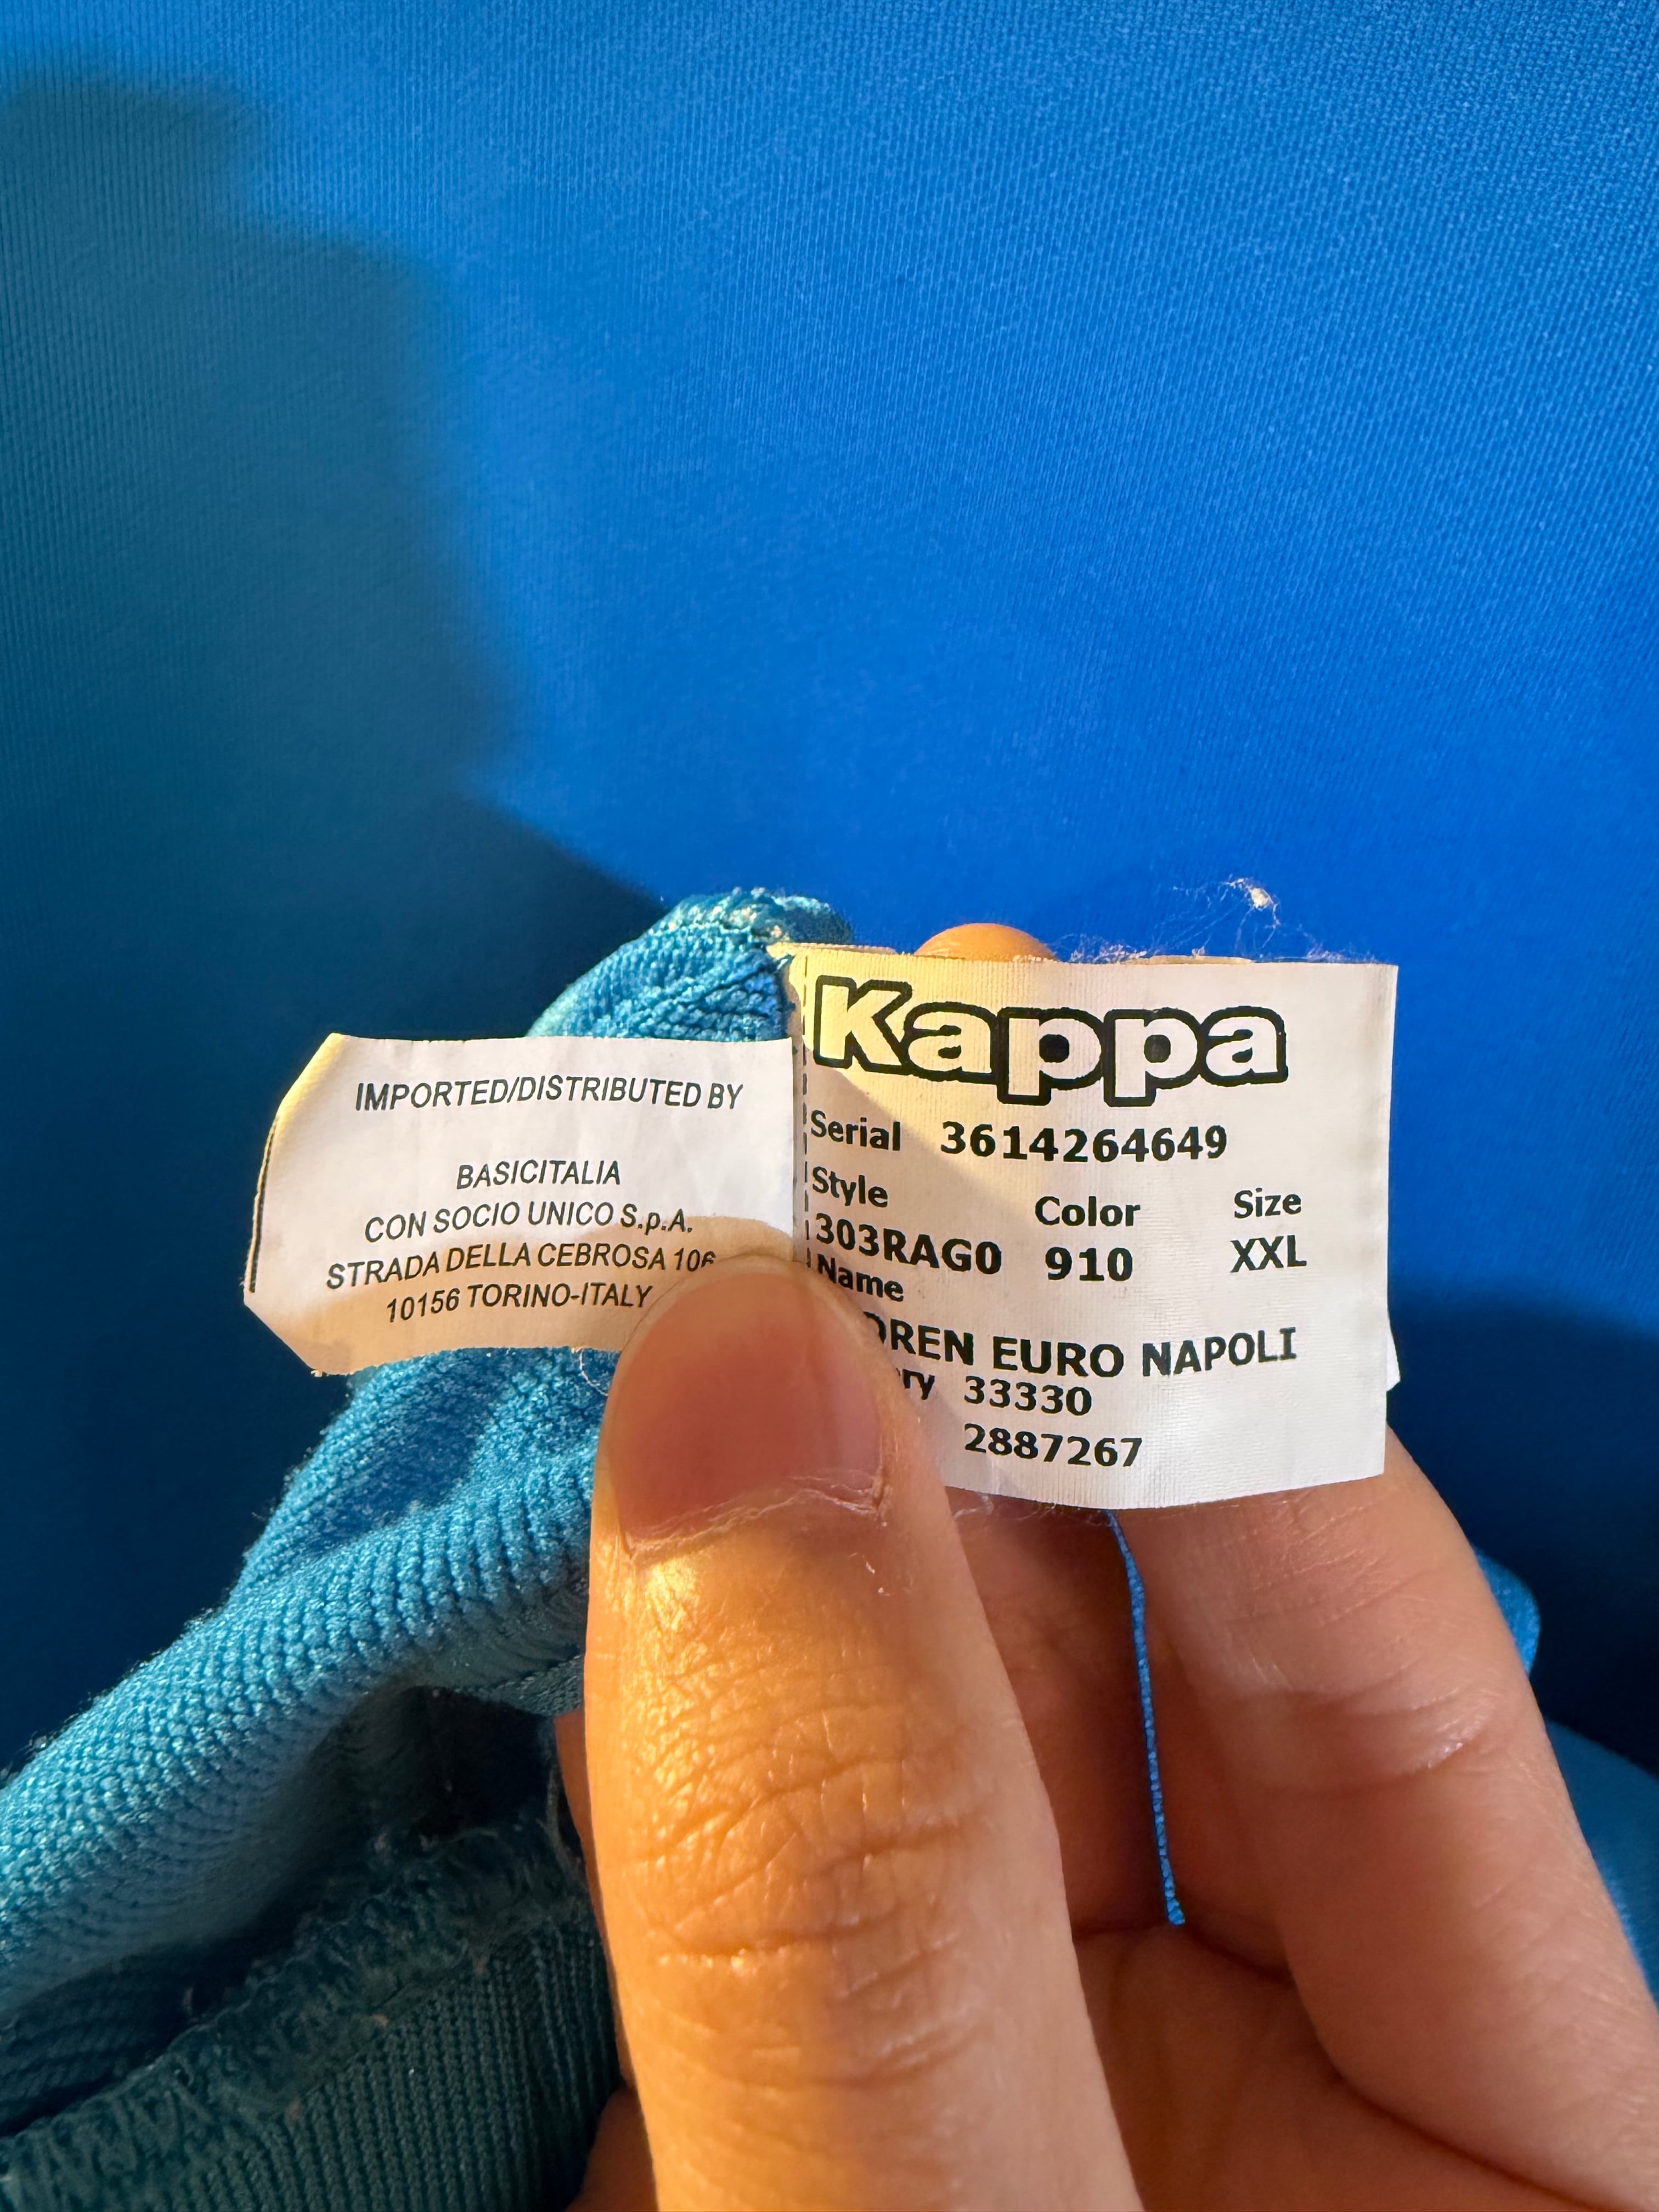 IMPORTED/DISTRIBUTED BY
BASICITALIA
CON SOCIO UNICO S.p.A.
STRADA DELLA CEBROSA 106
10156 TORINO-ITALY
Kappa
Serial 3614264649
Style Color Size
303RAG0 910 XXL
Name
EURO NAPOLI
33330
2887267